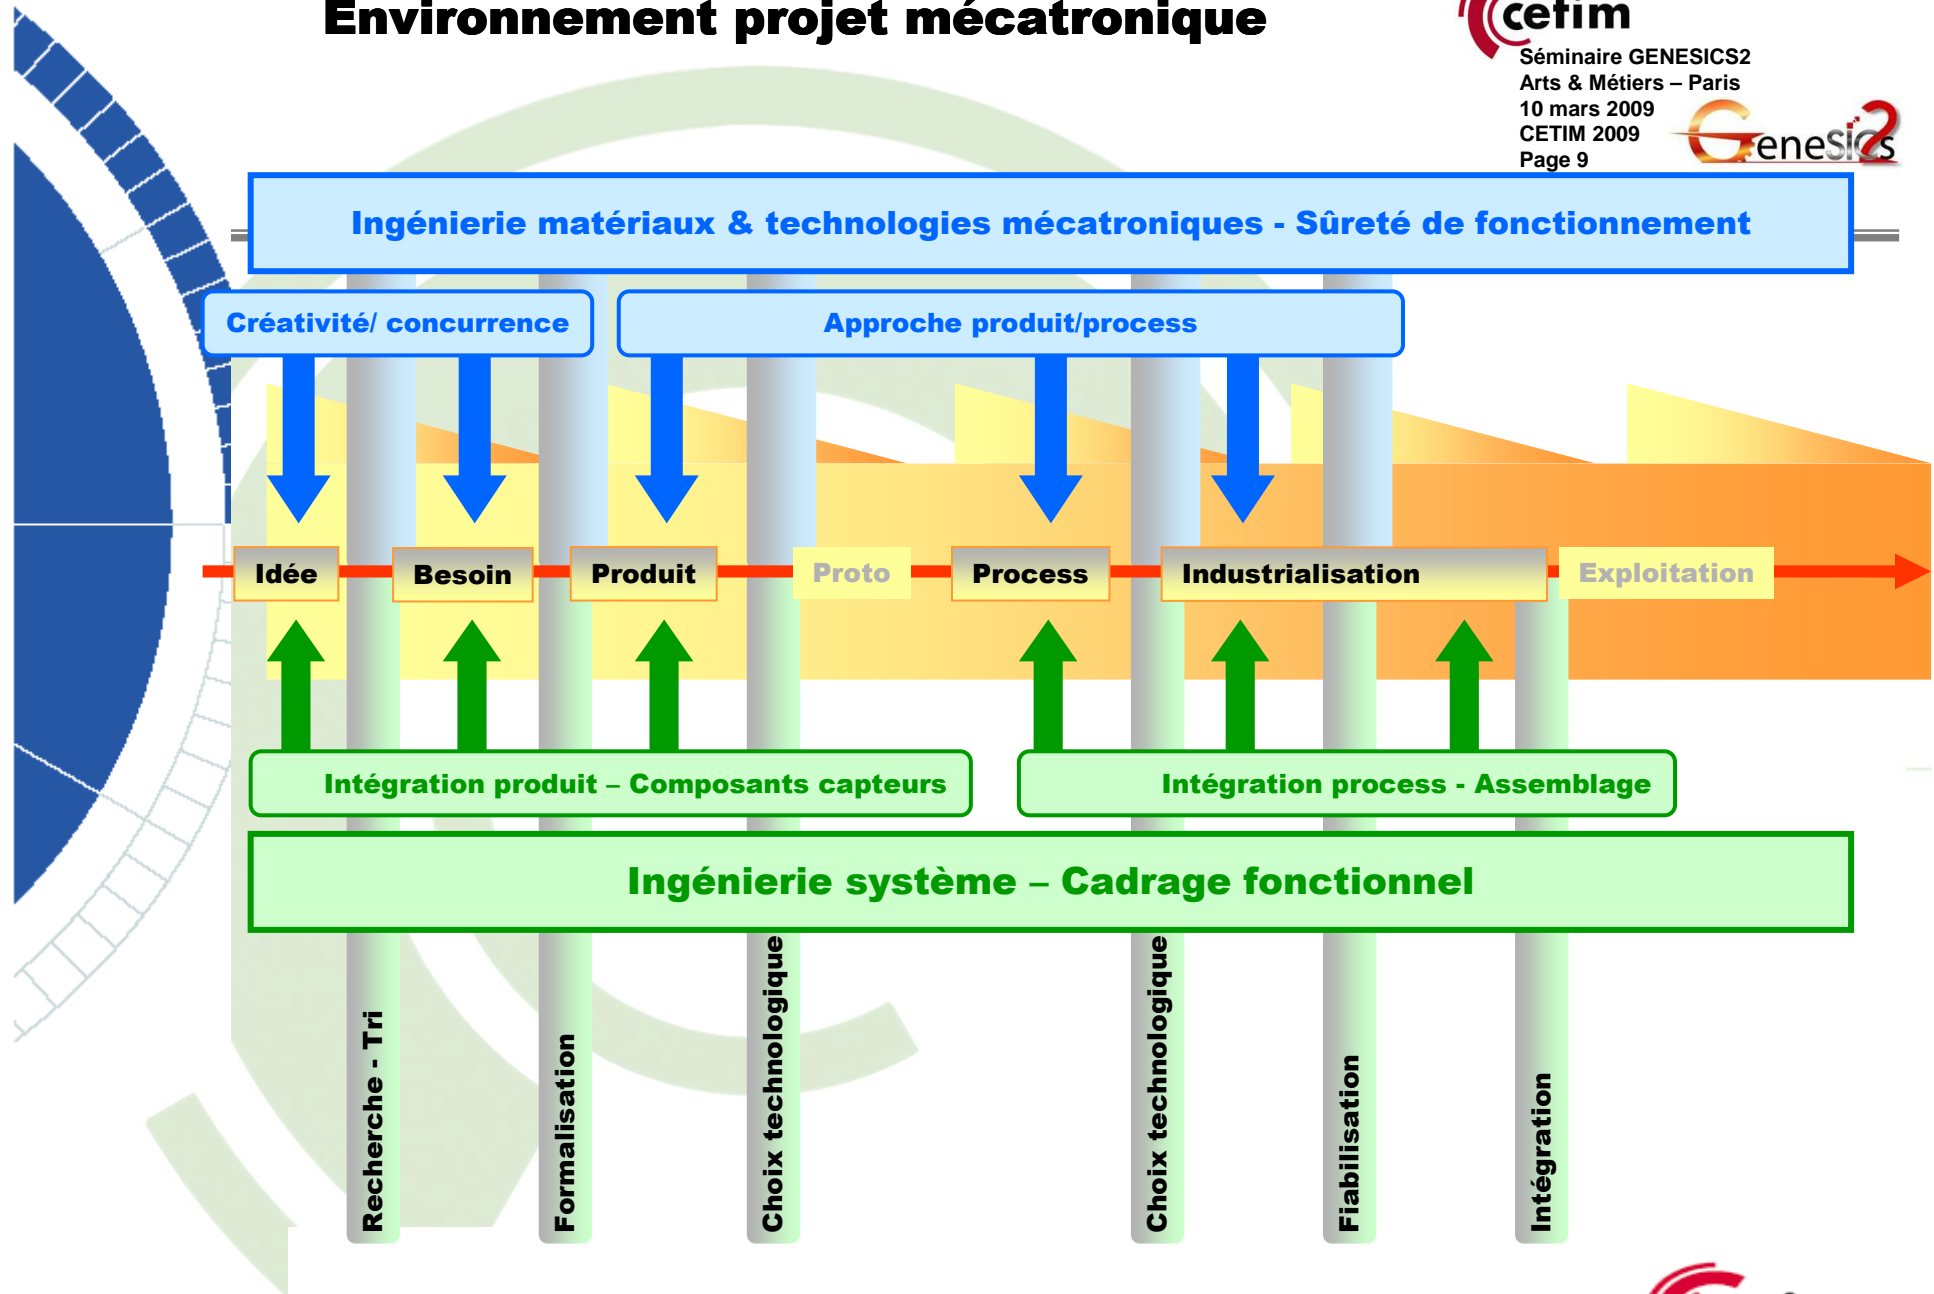 Environnement projet mécatronique
cetim
Séminaire GENESICS2
Arts & Métiers – Paris
10 mars 2009
CETIM 2009
Page 9
Genesics2
Ingénierie matériaux & technologies mécatroniques - Sûreté de fonctionnement
Créativité/ concurrence
Approche produit/process
Idée
Besoin
Produit
Proto
Process
Industrialisation
Exploitation
Intégration produit – Composants capteurs
Intégration process - Assemblage
Ingénierie système – Cadrage fonctionnel
Recherche - Tri
Formalisation
Choix technologique
Choix technologique
Fiabilisation
Intégration